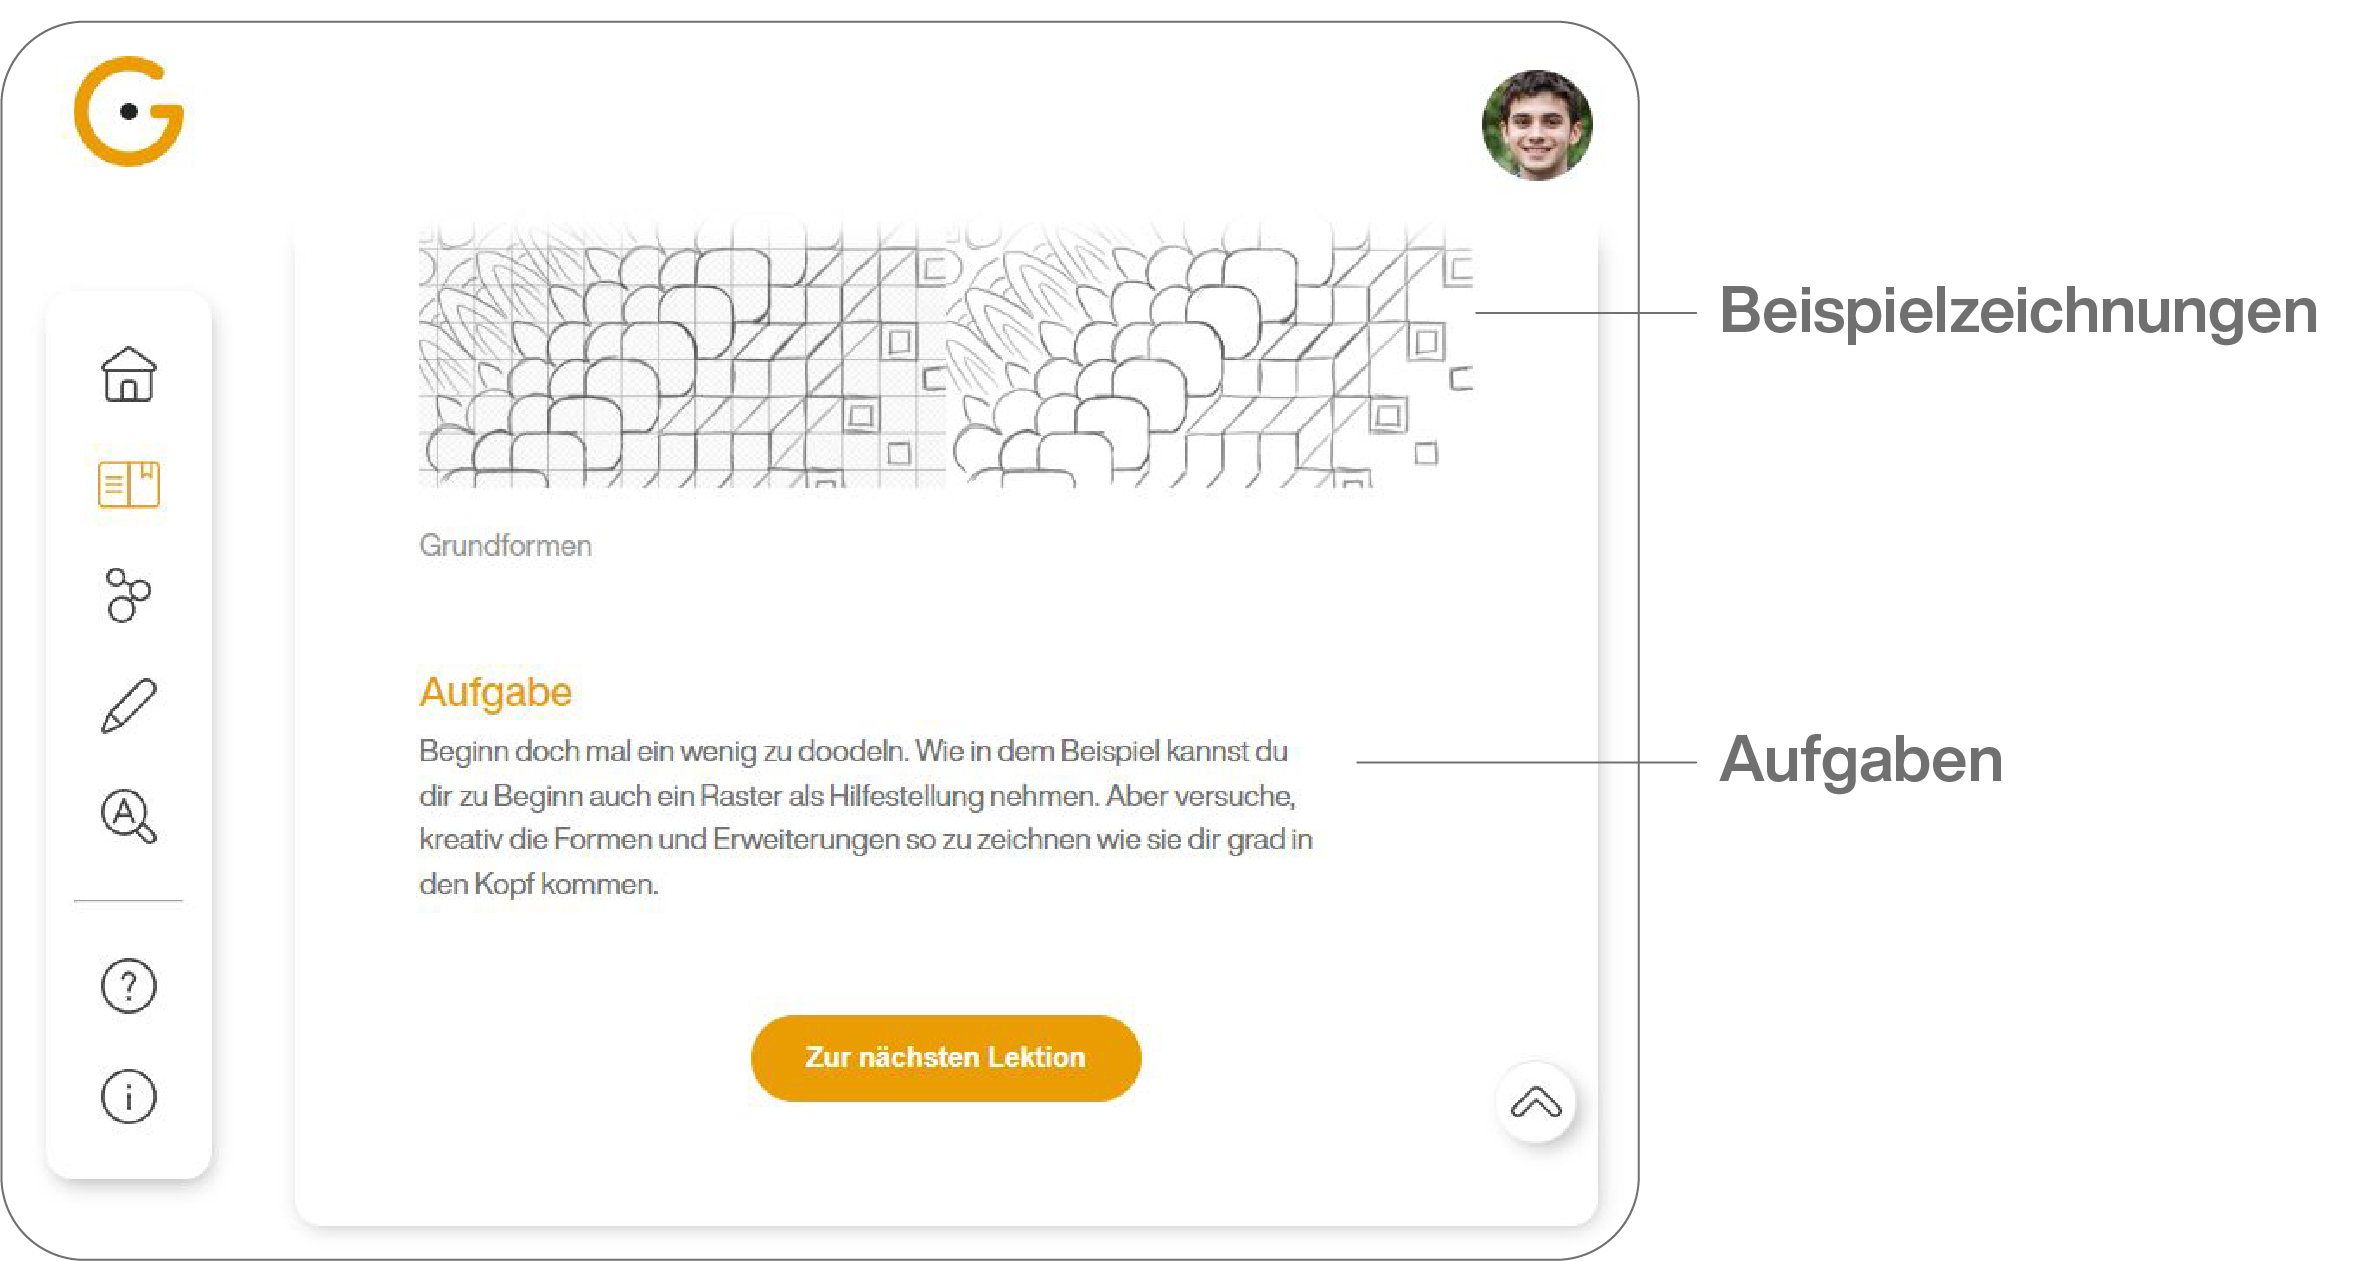 Beispielzeichnungen
Grundformen
Aufgabe
Beginn doch mal ein wenig zu doodeln. Wie in dem Beispiel kannst du
dir zu Beginn auch ein Raster als Hilfestellung nehmen. Aber versuche,
kreativ die Formen und Erweiterungen so zu zeichnen wie sie dir grad in
den Kopf kommen.
Aufgaben
Zur nächsten Lektion